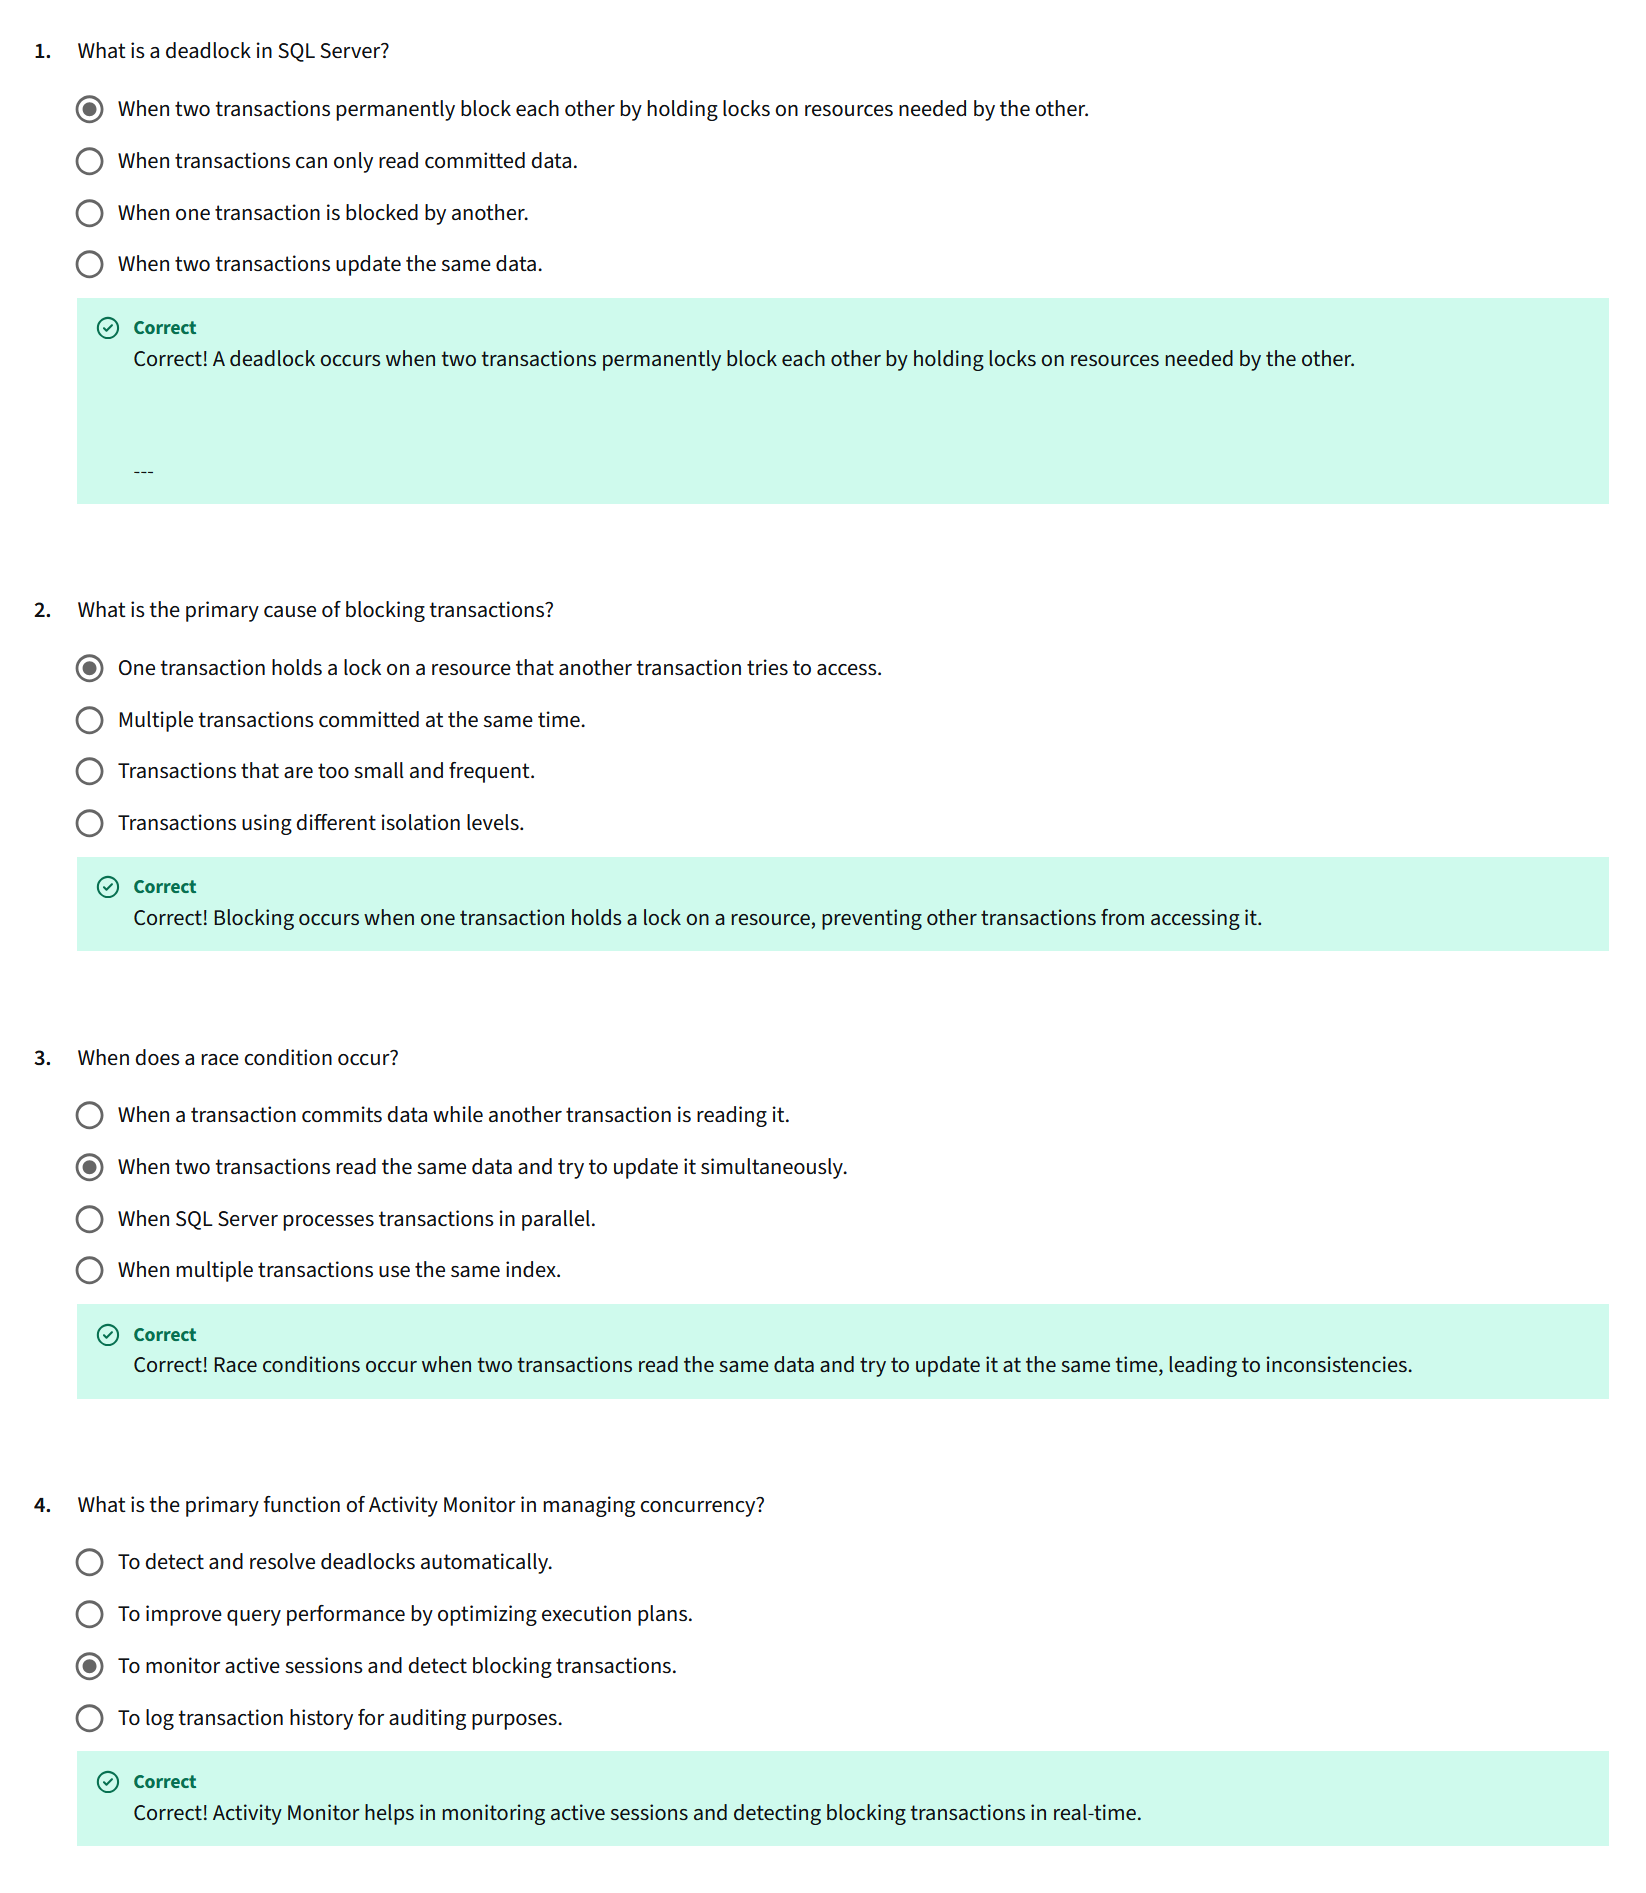 1. What is a deadlock in SQL Server?
When two transactions permanently block each other by holding locks on resources needed by the other.
When transactions can only read committed data.
When one transaction is blocked by another.
When two transactions update the same data.
Correct
Correct! A deadlock occurs when two transactions permanently block each other by holding locks on resources needed by the other.
---
2. What is the primary cause of blocking transactions?
One transaction holds a lock on a resource that another transaction tries to access.
Multiple transactions committed at the same time.
Transactions that are too small and frequent.
Transactions using different isolation levels.
Correct
Correct! Blocking occurs when one transaction holds a lock on a resource, preventing other transactions from accessing it.
3. When does a race condition occur?
When a transaction commits data while another transaction is reading it.
When two transactions read the same data and try to update it simultaneously.
When SQL Server processes transactions in parallel.
When multiple transactions use the same index.
Correct
Correct! Race conditions occur when two transactions read the same data and try to update it at the same time, leading to inconsistencies.
4. What is the primary function of Activity Monitor in managing concurrency?
To detect and resolve deadlocks automatically.
To improve query performance by optimizing execution plans.
To monitor active sessions and detect blocking transactions.
To log transaction history for auditing purposes.
Correct
Correct! Activity Monitor helps in monitoring active sessions and detecting blocking transactions in real-time.